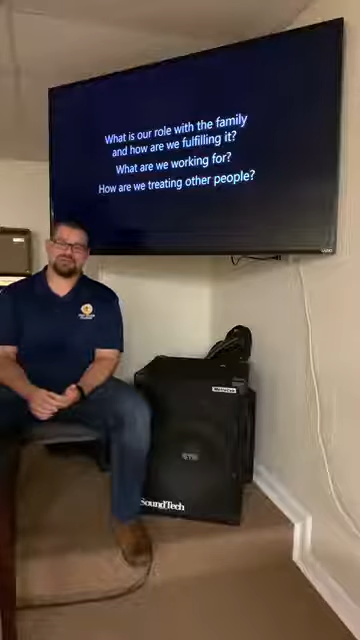 What is our role with the family
and how are we fulfilling it?
What are we working for?
How are we treating other people?
SoundTech